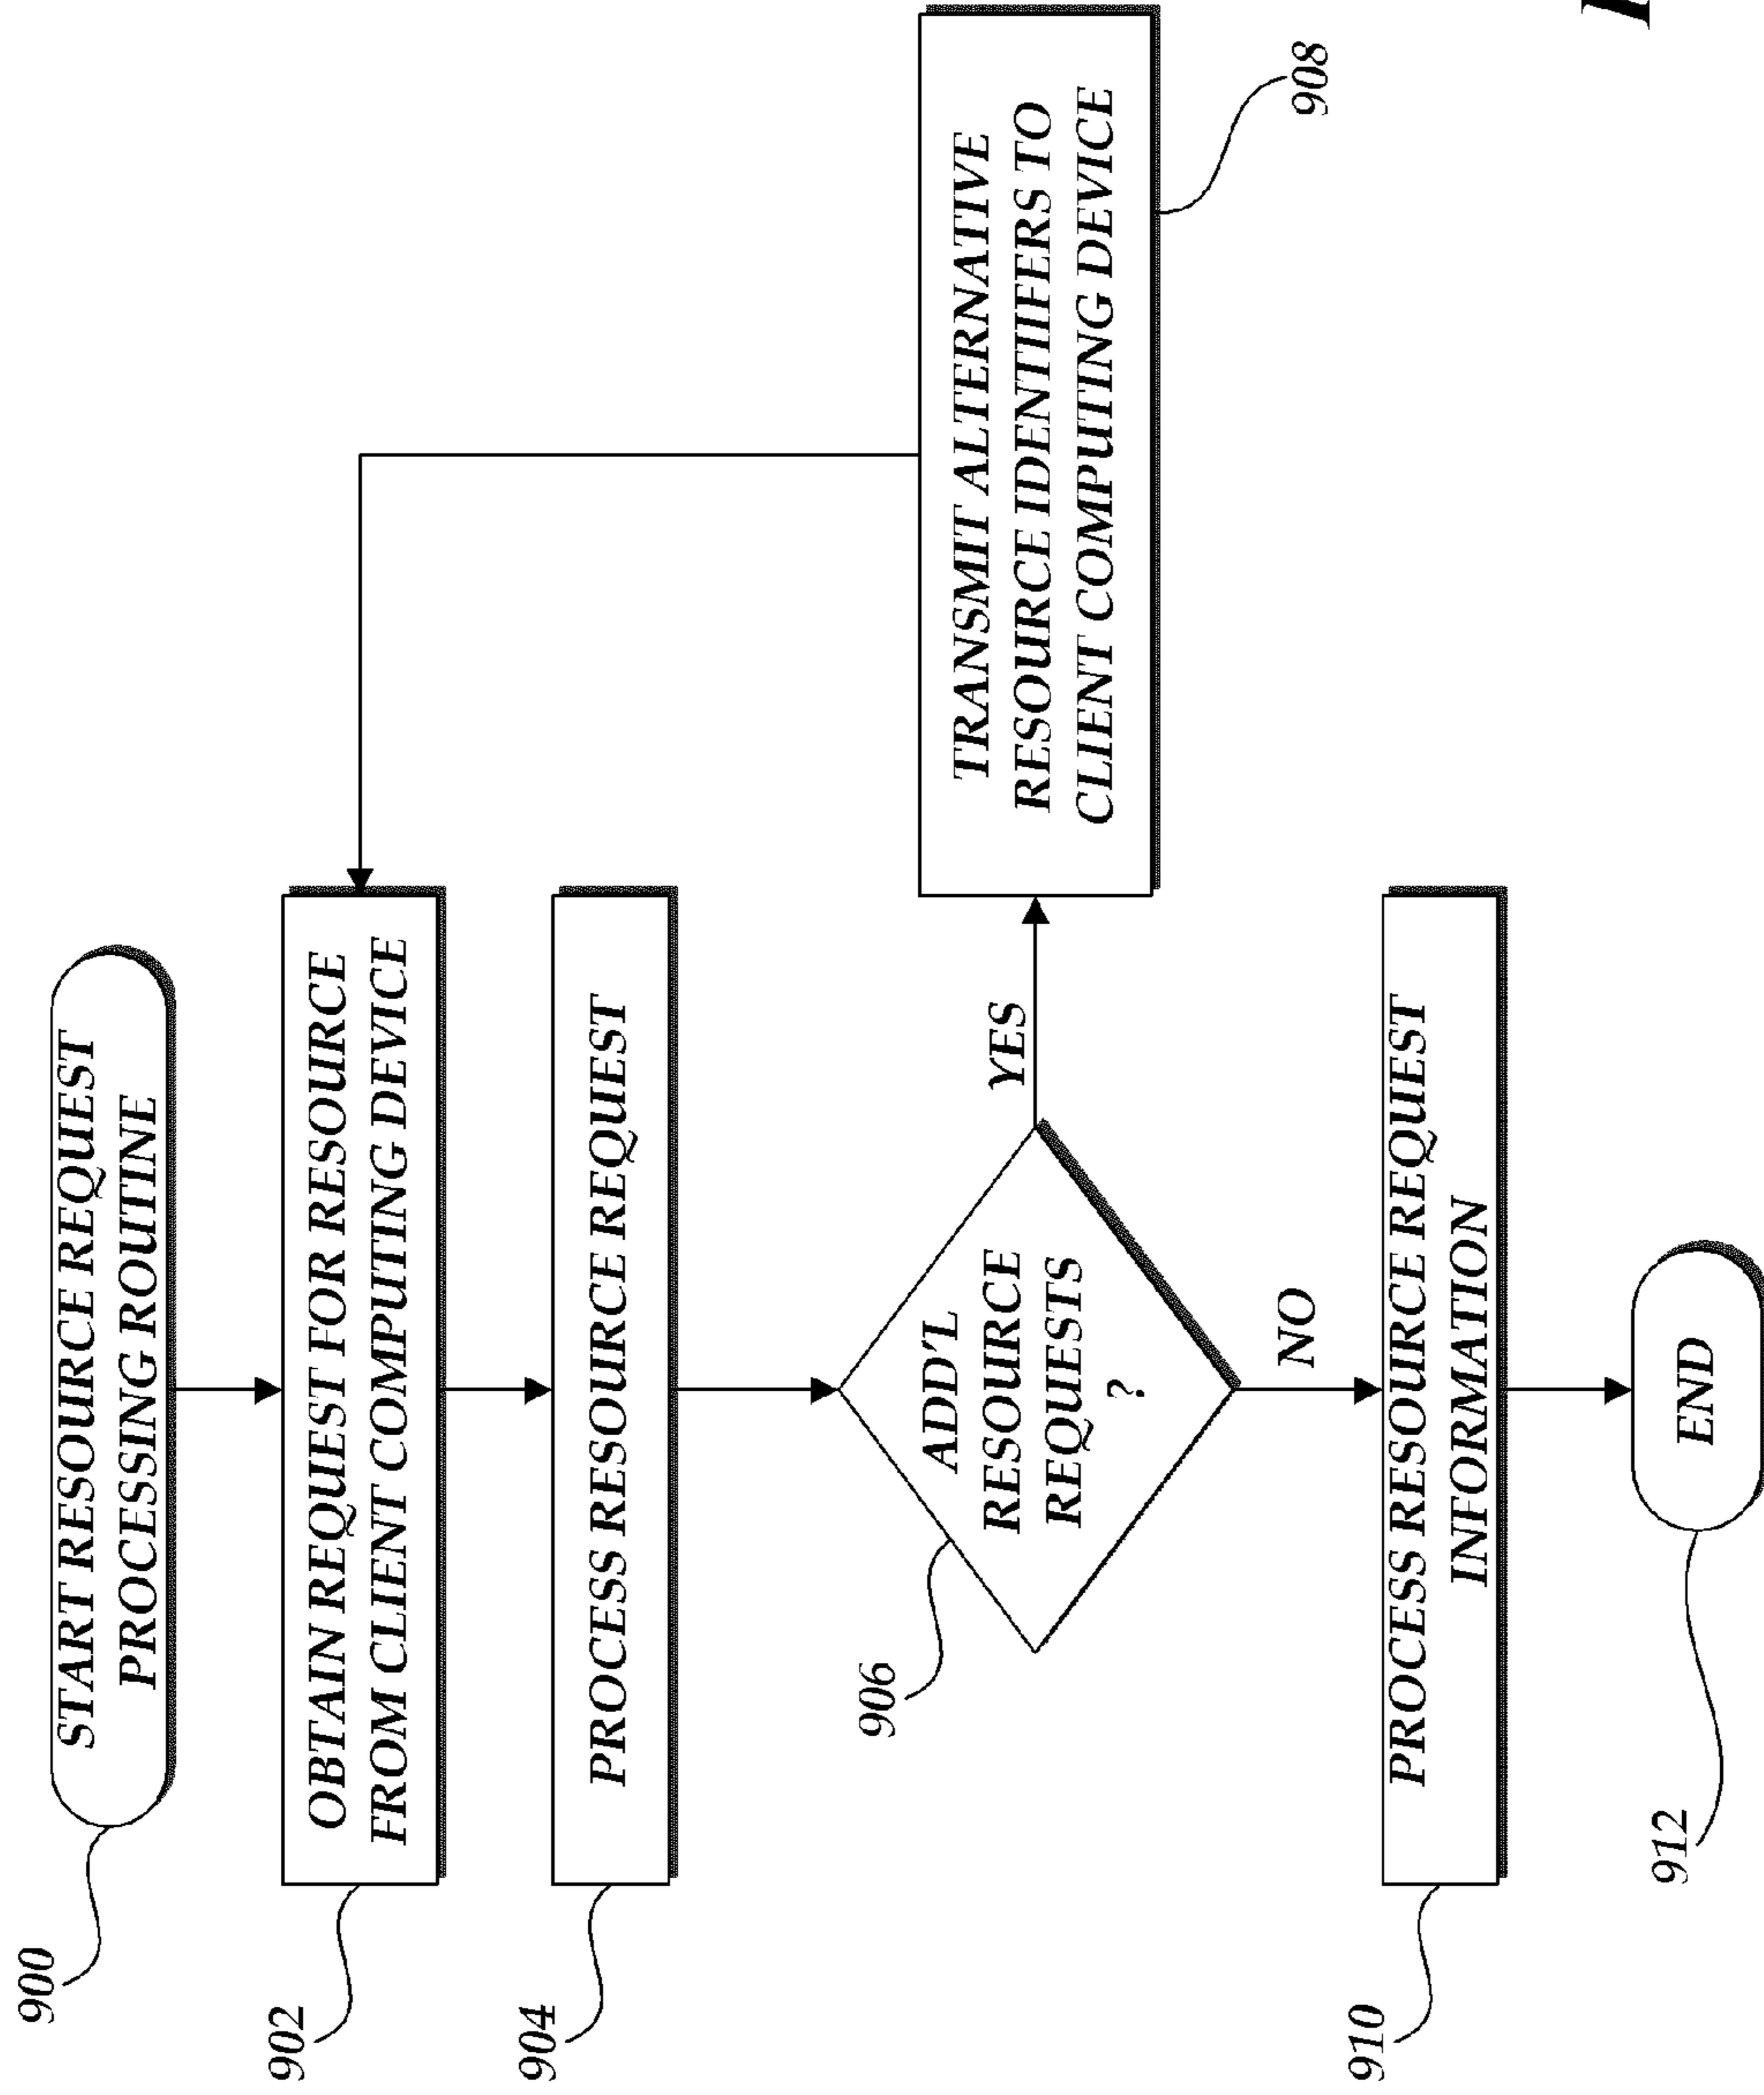 900
START RESOURCE REQUEST
PROCESSING ROUTINE
902
OBTAIN REQUEST FOR RESOURCE
FROM CLIENT COMPUTING DEVICE
904
PROCESS RESOURCE REQUEST
906
ADD'L
RESOURCE
REQUESTS
?
YES
TRANSMIT ALTERNATIVE
RESOURCE IDENTIFERS TO
CLIENT COMPUTING DEVICE
908
NO
910
PROCESS RESOURCE REQUEST
INFORMATION
912
END